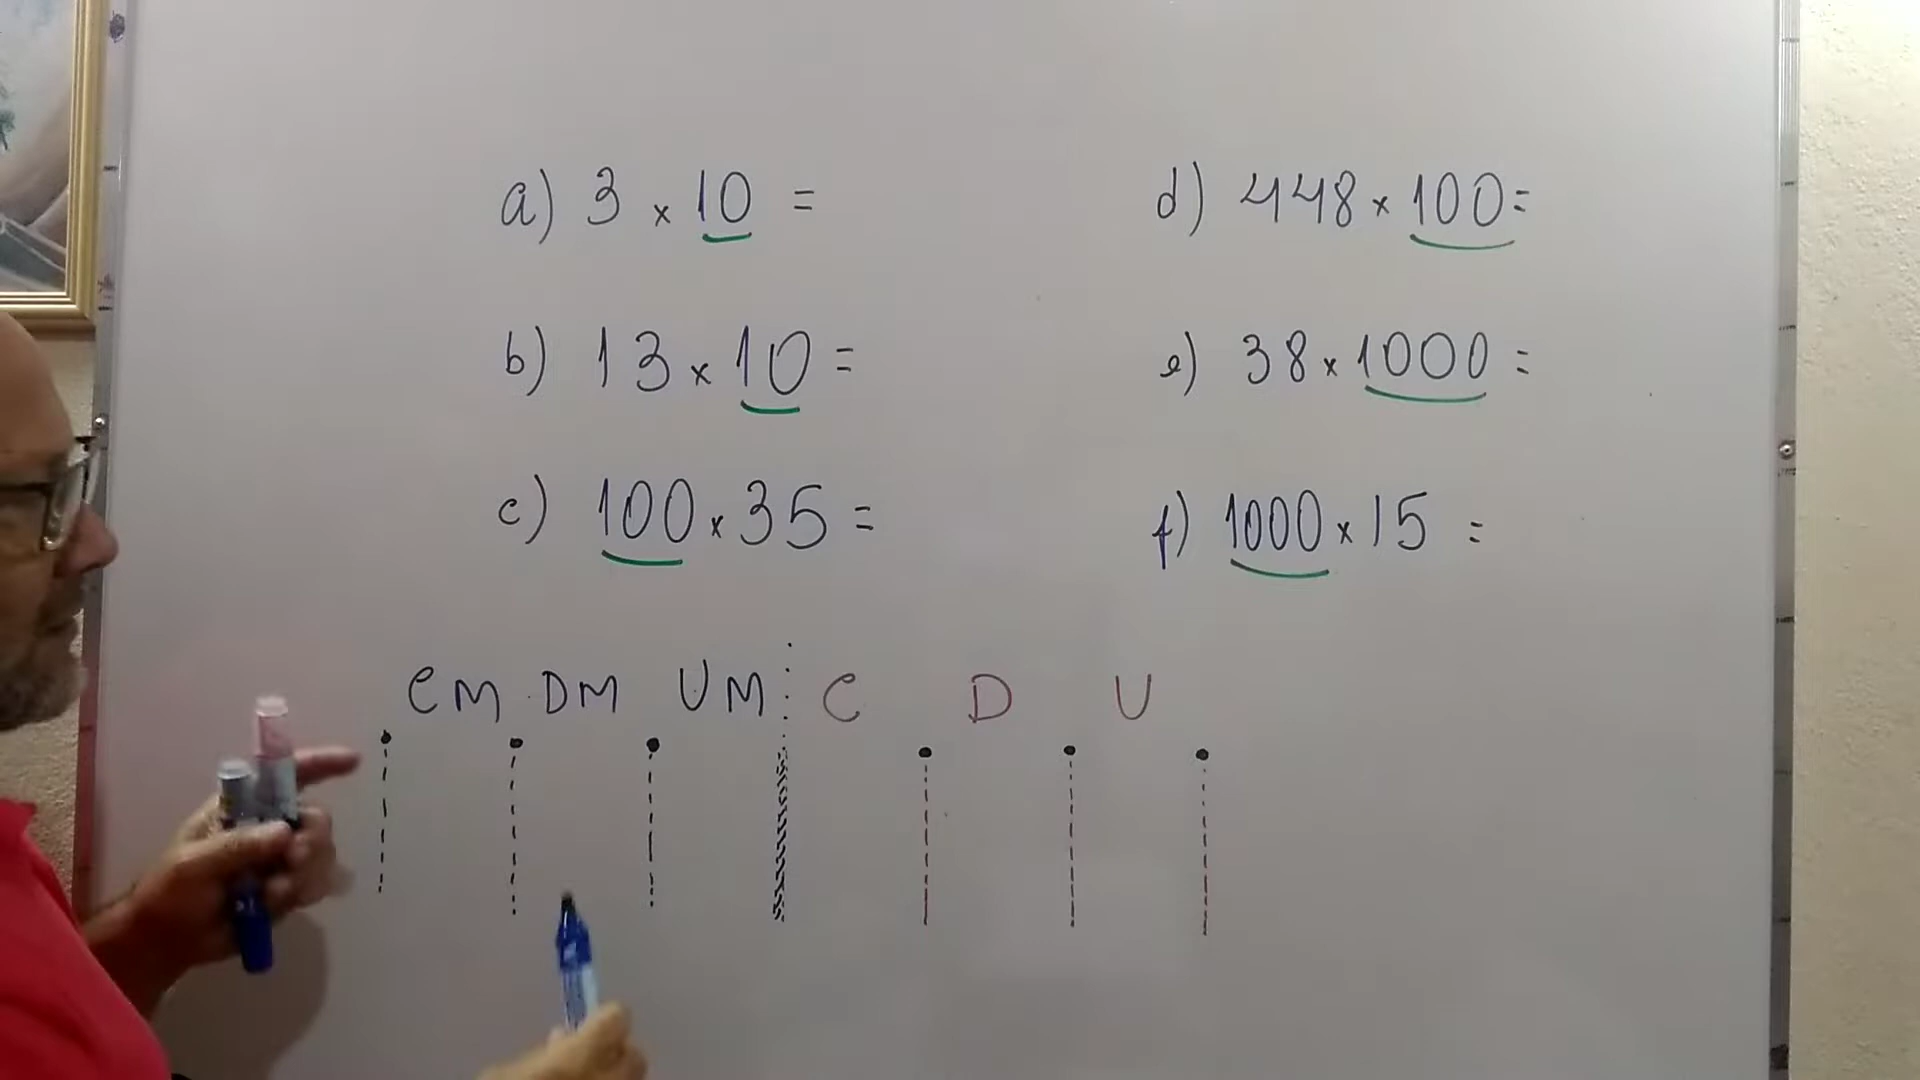 a) 3 x 10 =
b) 13 x 10 =
c) 100 x 35 =
d) 448 x 100 =
e) 38 x 1000 =
f) 1000 x 15 =
CM DM UM C D U